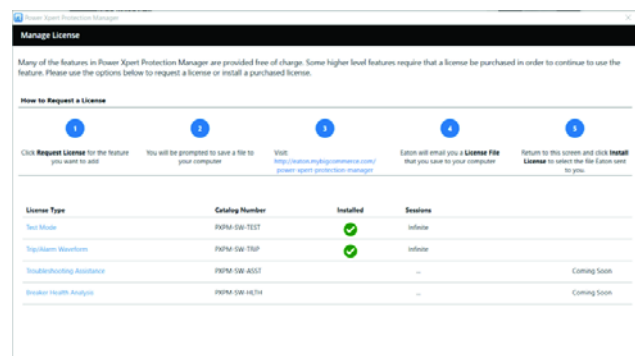 Power Xpert Protection Manager
Manage License
Many of the features in Power Xpert Protection Manager are provided free of charge. Some higher level features require that a license be purchased in order to continue to use the
feature. Please use the options below to request a license or install a purchased license.
How to Request a License
1 2 3 4 5
Click Request License for the feature
you want to add
You will be prompted to save a file to
your computer
Visit:
http://eaton.mybigcommerce.com/
power-xpert-protection-manager
Eaton will email you a License File
that you save to your computer
Return to this screen and click Install
License to select the file Eaton sent
to you
License Type Catalog Number Installed Sessions
Test Mode PXPM-SW-TEST Infinite
Trip/Alarm Waveform PXPM-SW-TRIP Infinite
Troubleshooting Assistance PXPM-SW-ASST ... Coming Soon
Breaker Health Analysis PXPM-SW-HLTH ... Coming Soon